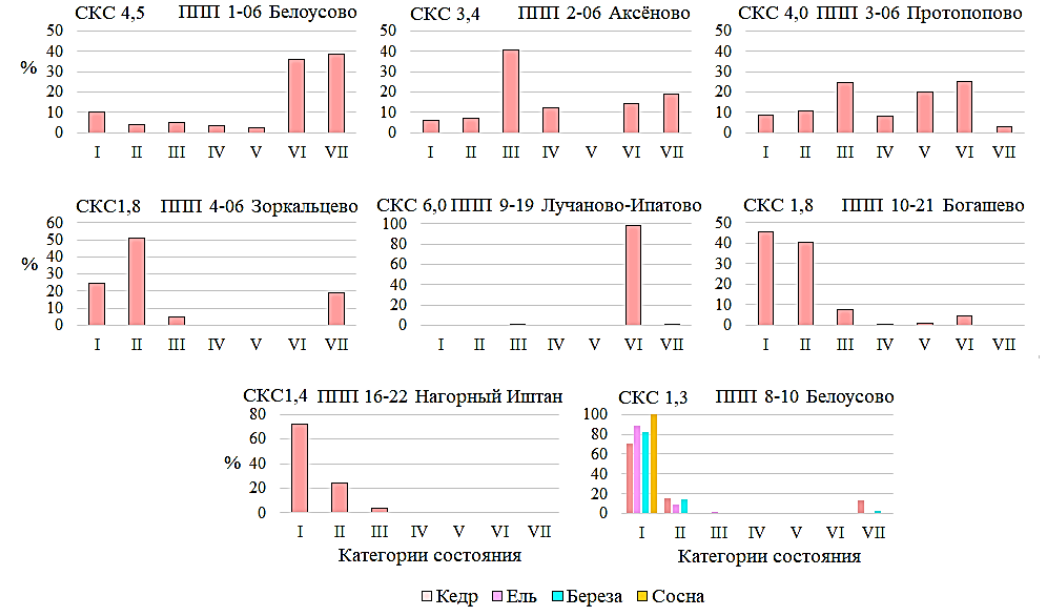 СКС 4,5 ППП 1-06 Белоусово
50
40
%
30
20
10
0
I II III IV V VI VII
СКС 3,4 ППП 2-06 Аксёново
50
40
30
20
10
0
I II III IV V VI VII
СКС 4,0 ППП 3-06 Протопопово
50
40
30
20
10
0
I II III IV V VI VII
СКС1,8 ППП 4-06 Зоркальцево
60
50
40
%
30
20
10
0
I II III IV V VI VII
СКС 6,0 ППП 9-19 Лучаново-Ипатово
100
80
60
40
20
0
I II III IV V VI VII
СКС 1,8 ППП 10-21 Богашево
50
40
30
20
10
0
I II III IV V VI VII
СКС1,4 ППП 16-22 Нагорный Иштан
80
60
%
40
20
0
I II III IV V VI VII
Категории состояния
СКС 1,3 ППП 8-10 Белоусово
100
80
60
40
20
0
I II III IV V VI VII
Категории состояния
Кедр Ель Береза Сосна